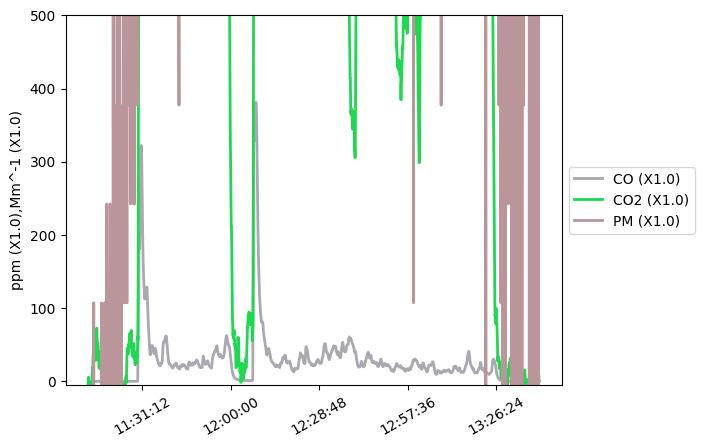 500
400
300
200
100
0
ppm (X1.0),Mm^-1 (X1.0)
11:31:12
12:00:00
12:28:48
12:57:36
13:26:24
CO (X1.0)
CO2 (X1.0)
PM (X1.0)